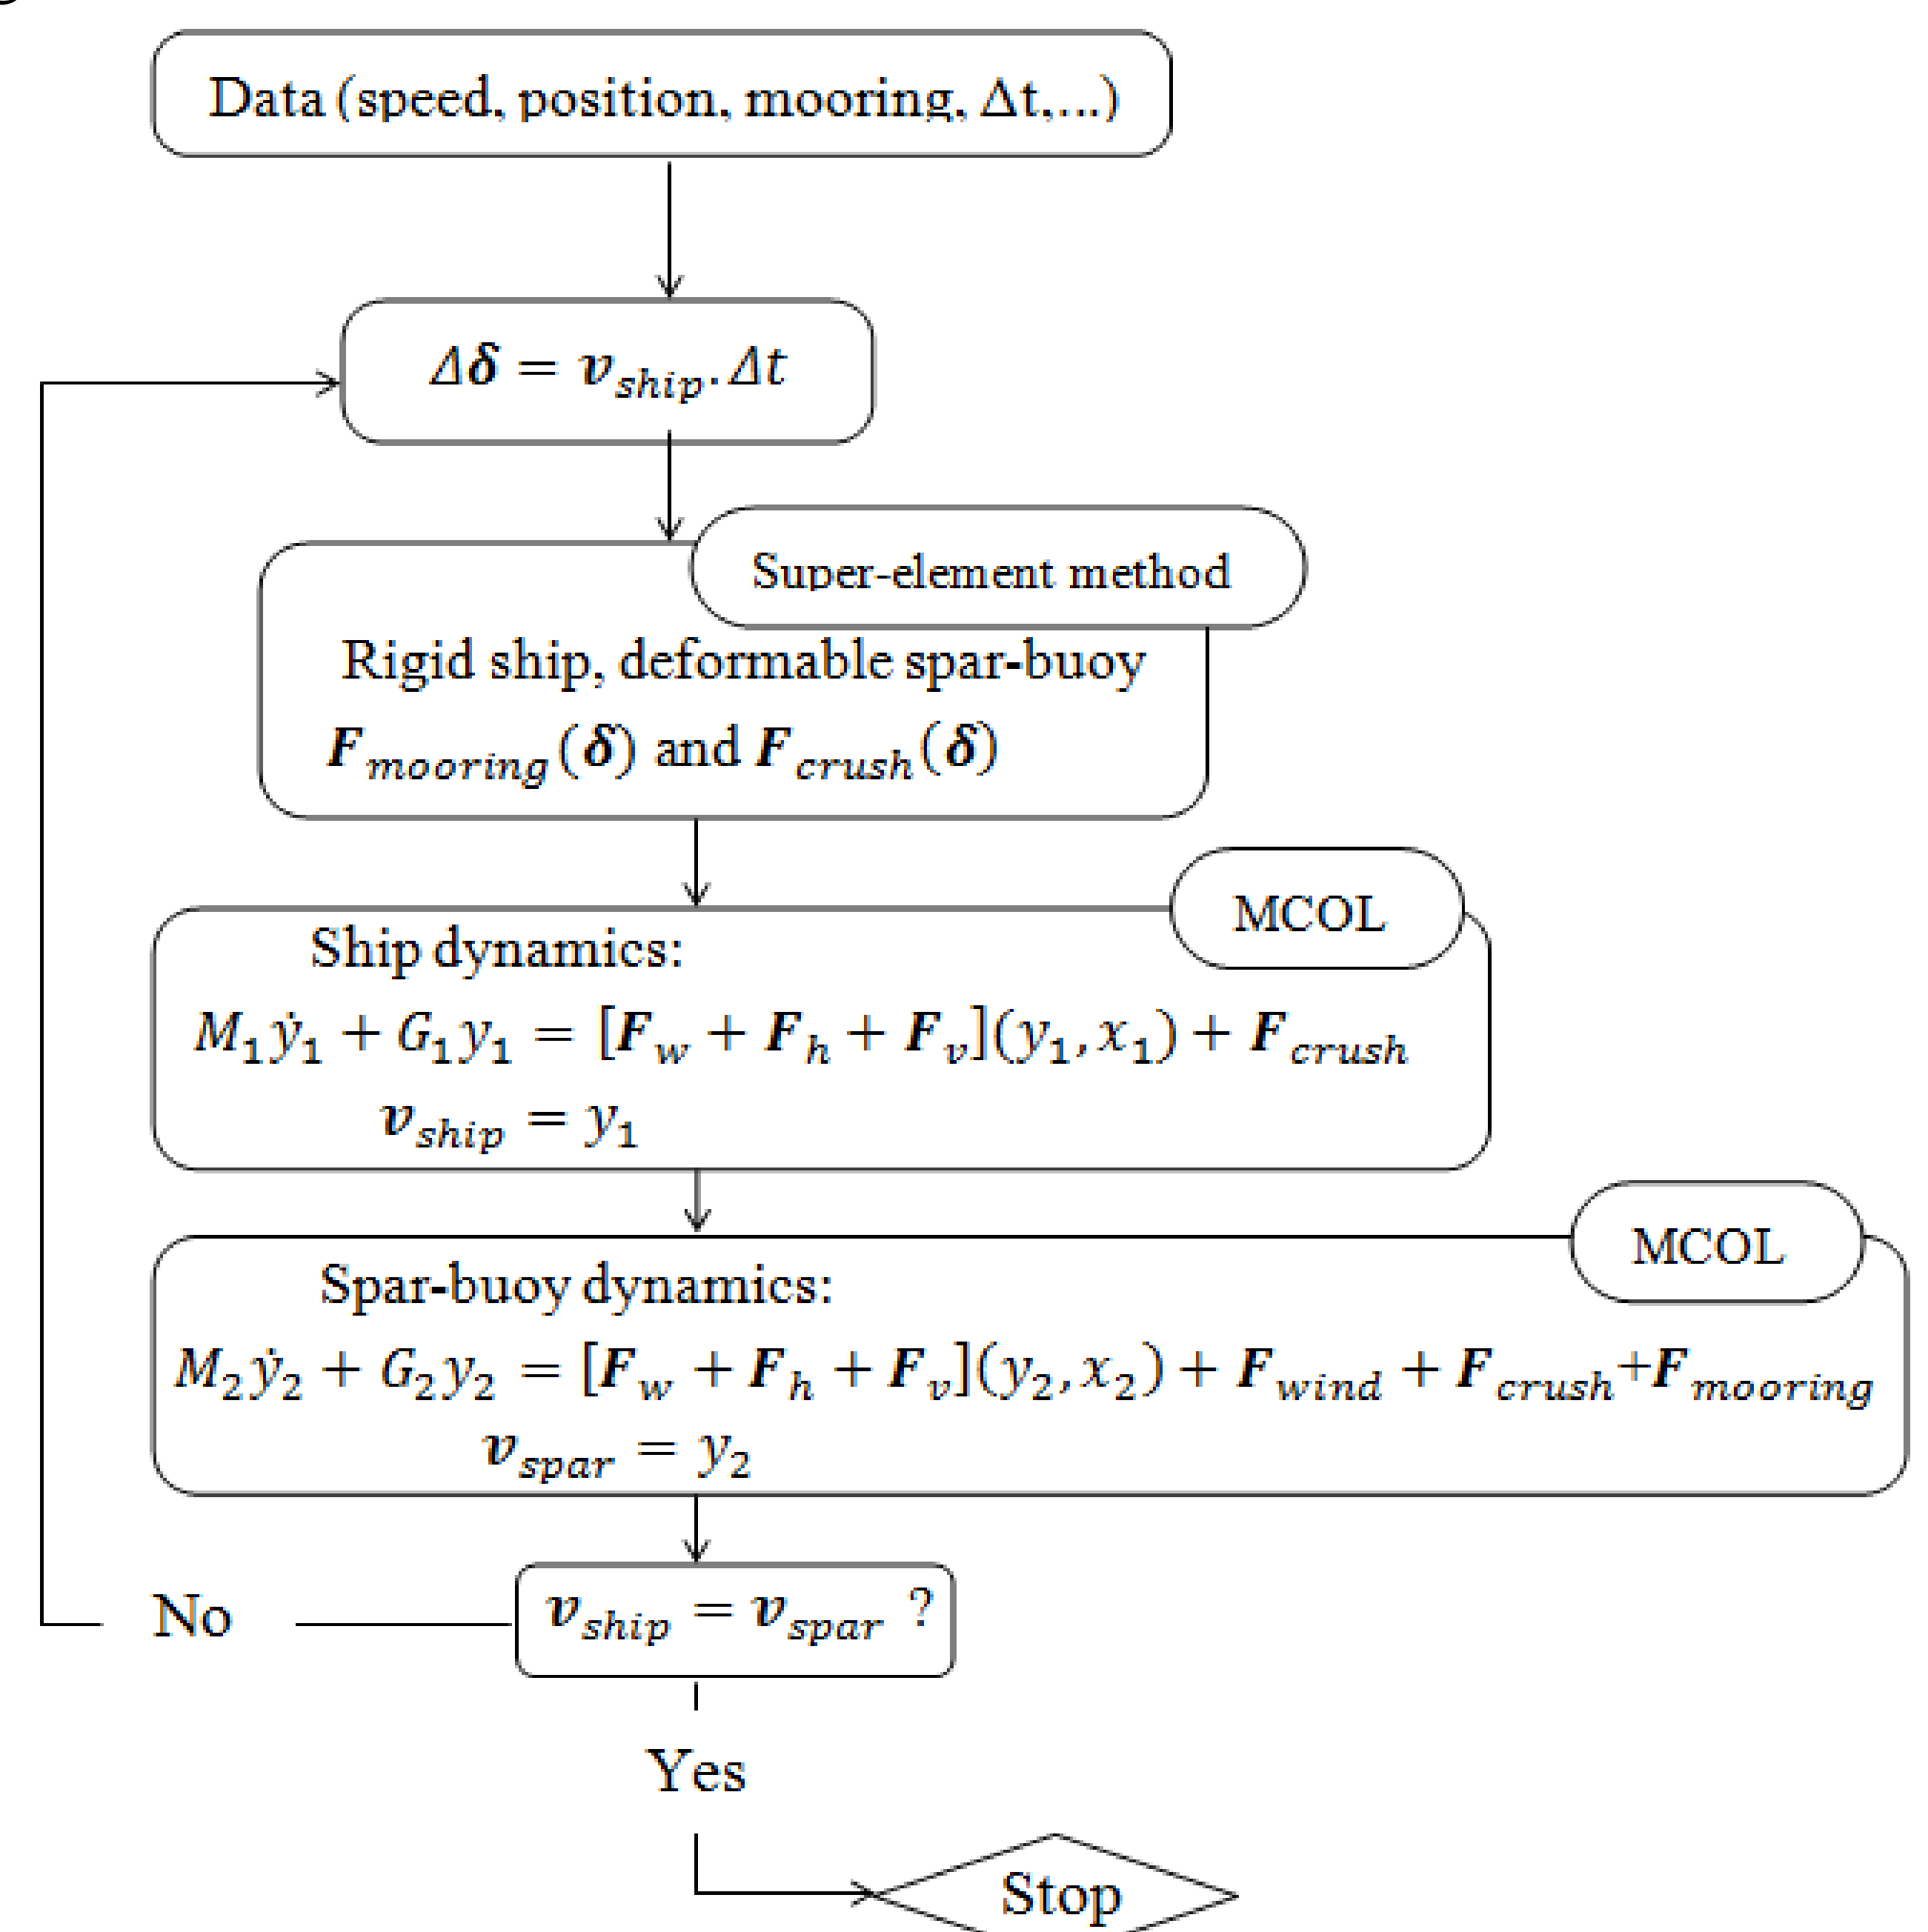 Data (speed, position, mooring, Δt,...)
Δδ = v_ship. Δt
Super-element method
Rigid ship, deformable spar-buoy
F_mooring(δ) and F_crush(δ)
MCOL
Ship dynamics:
M₁ẏ₁ + G₁y₁ = [F_w + F_h + F_v](y₁, x₁) + F_crush
v_ship = y₁
MCOL
Spar-buoy dynamics:
M₂ẏ₂ + G₂y₂ = [F_w + F_h + F_v](y₂, x₂) + F_wind + F_crush+F_mooring
v_spar = y₂
No
v_ship = v_spar ?
Yes
Stop